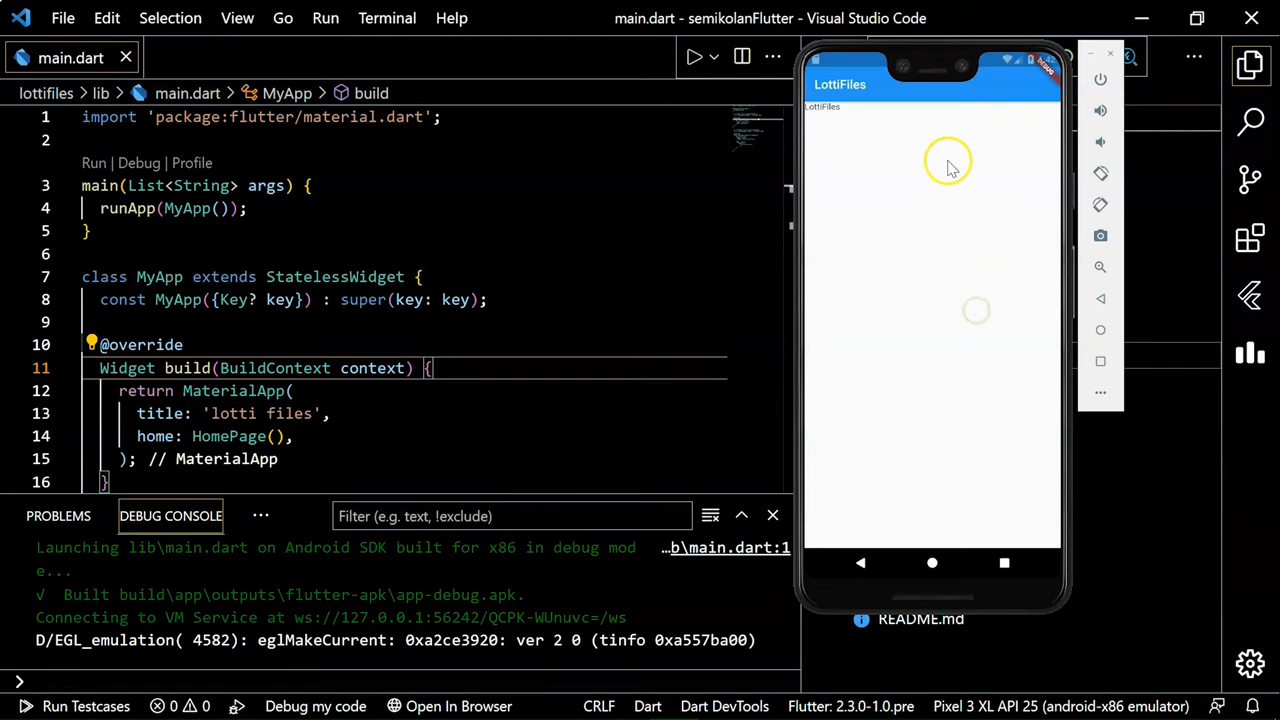 File Edit Selection View Go Run Terminal Help
main.dart - semikolanFlutter - Visual Studio Code
main.dart
lottifiles › lib › main.dart › MyApp › build
1 import 'package:flutter/material.dart';
2
Run | Debug | Profile
3 main(List<String> args) {
4 runApp(MyApp());
5 }
6
7 class MyApp extends StatelessWidget {
8 const MyApp({Key? key}) : super(key: key);
9
10 @override
11 Widget build(BuildContext context) {
12 return MaterialApp(
13 title: 'lotti files',
14 home: HomePage(),
15 ); // MaterialApp
16 }
LottiFiles
LottiFiles
PROBLEMS DEBUG CONSOLE ··· Filter (e.g. text, !exclude)
Launching lib\main.dart on Android SDK built for x86 in debug mod …b\main.dart:1
e...
√ Built build\app\outputs\flutter-apk\app-debug.apk.
Connecting to VM Service at ws://127.0.0.1:56242/QCPK-WUnuvc=/ws
D/EGL_emulation( 4582): eglMakeCurrent: 0xa2ce3920: ver 2 0 (tinfo 0xa557ba00)
README.md
Run Testcases 0 0 Debug my code Open In Browser CRLF Dart Dart DevTools Flutter: 2.3.0-1.0.pre Pixel 3 XL API 25 (android-x86 emulator)